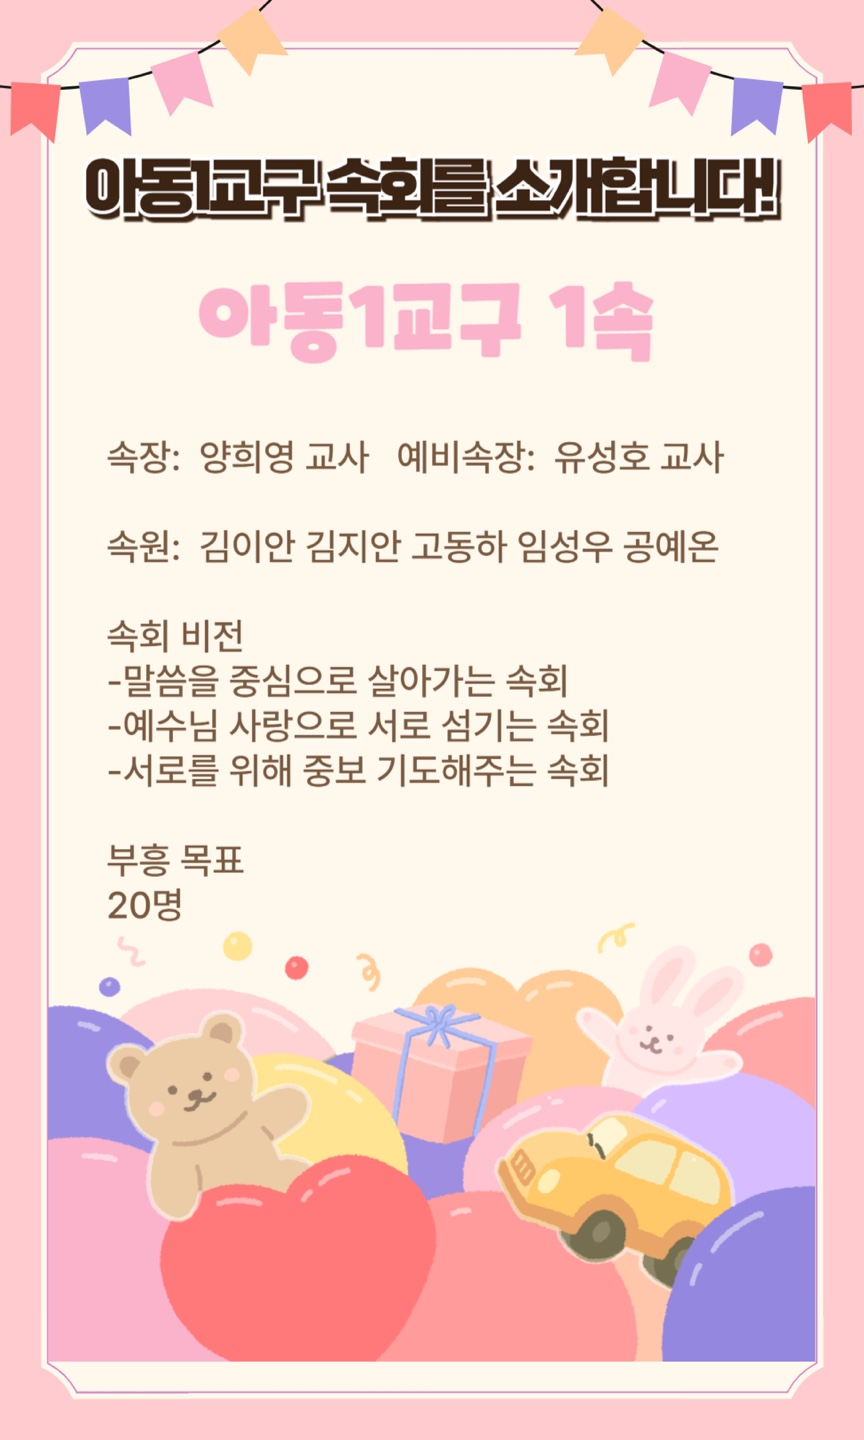 아동1교구 속회를 소개합니다!
아동1교구 1속
속장: 양희영 교사 예비속장: 유성호 교사
속원: 김이안 김지안 고동하 임성우 공예온
속회 비전
-말씀을 중심으로 살아가는 속회
-예수님 사랑으로 서로 섬기는 속회
-서로를 위해 중보 기도해주는 속회
부흥 목표
20명